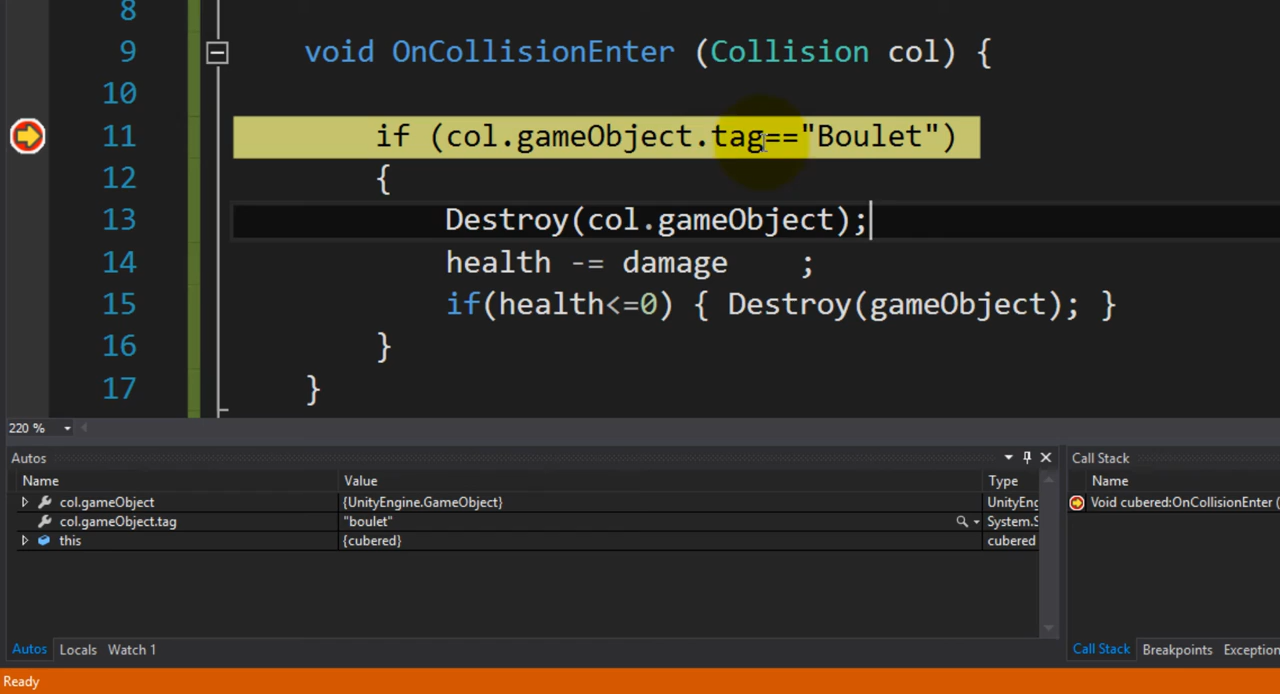 8
9 void OnCollisionEnter (Collision col) {
10
11 if (col.gameObject.tag=="Boulet")
12 {
13 Destroy(col.gameObject);
14 health -= damage    ;
15 if(health<=0) { Destroy(gameObject); }
16 }
17 }
220 %
Autos
Call Stack
Name Value Type
Name
col.gameObject {UnityEngine.GameObject} UnityEng
Void cubered:OnCollisionEnter (
col.gameObject.tag "boulet" System.S
this {cubered} cubered
Autos Locals Watch 1
Call Stack Breakpoints Exception
Ready